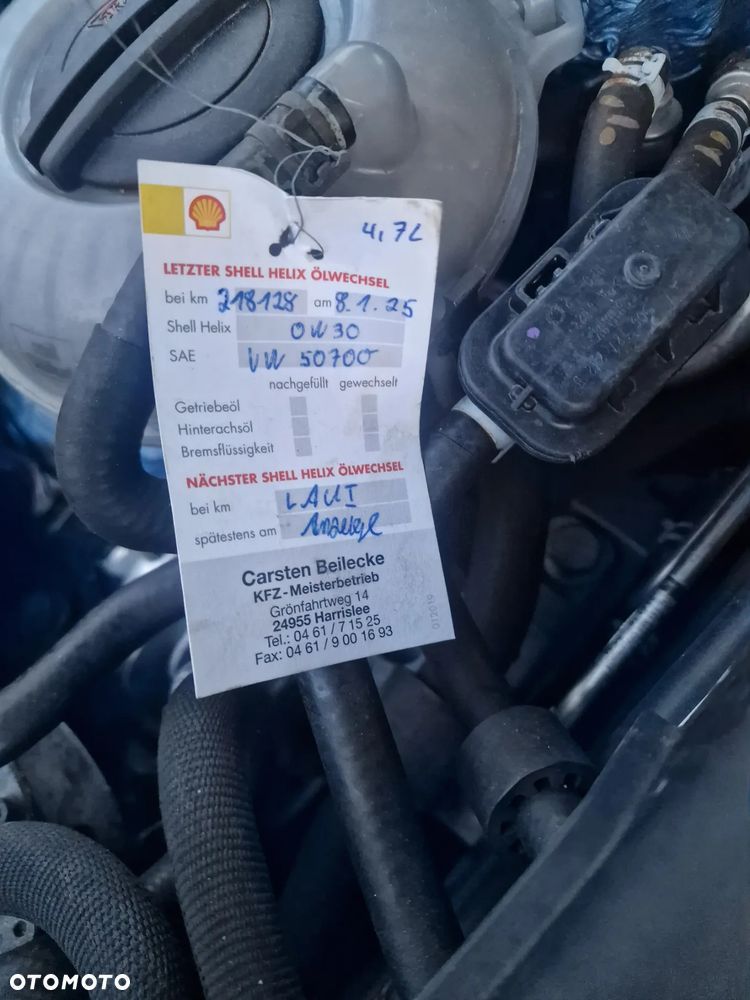 4,7L
LETZTER SHELL HELIX ÖLWECHSEL
bei km 218128 am 8.1.25
Shell Helix 0W30
SAE VW 50700
nachgefüllt gewechselt
Getriebeöl
Hinterachsöl
Bremsflüssigkeit
NÄCHSTER SHELL HELIX ÖLWECHSEL
bei km LAUT
spätestens am Anzeige
Carsten Beilecke
KFZ-Meisterbetrieb
Grönfahrtweg 14
24955 Harrislee
Tel.: 04 61 / 7 15 25
Fax: 04 61 / 9 00 16 93
012019
OTOMOTO